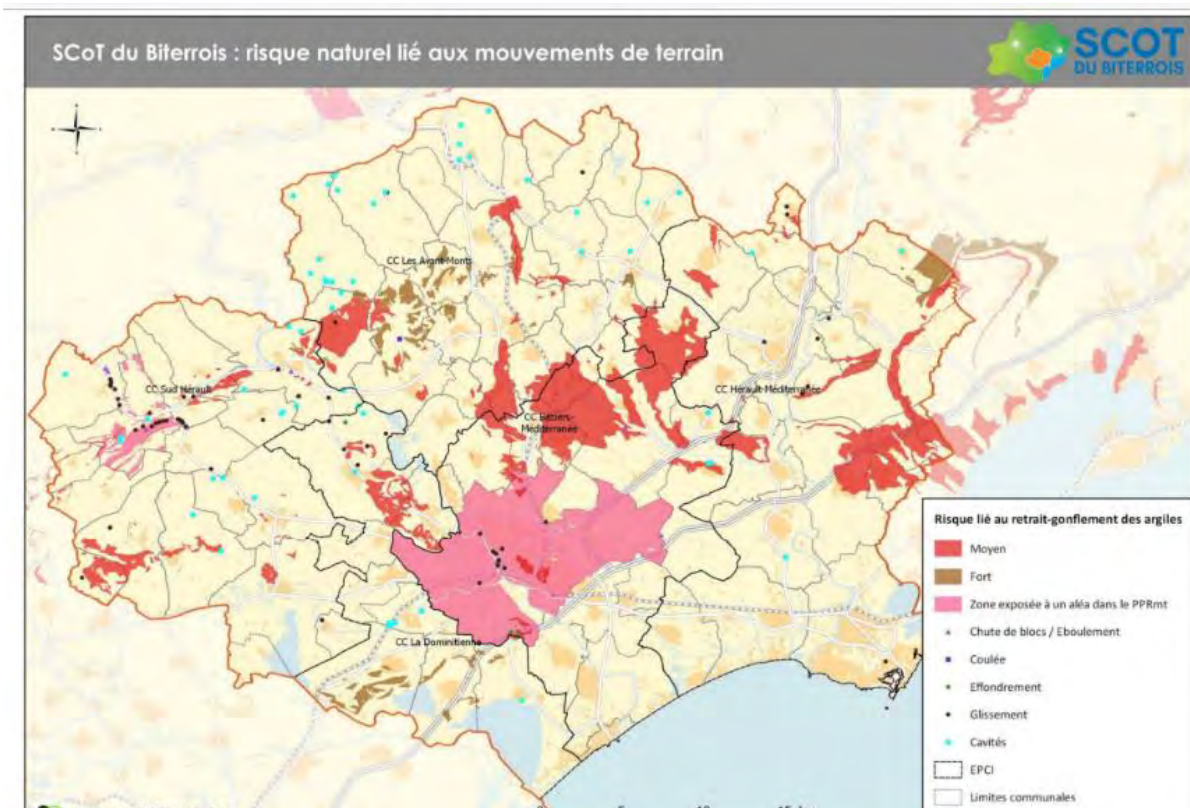 SCoT du Biterrois : risque naturel lié aux mouvements de terrain
SCOT
DU BITERROIS
CC Les Avant-Monts
CC Sud Hérault
CC Hérault-Méditerranée
CC Béziers-
Méditerranée
CC La Dominitienne
Risque lié au retrait-gonflement des argiles
Moyen
Fort
Zone exposée à un aléa dans le PPRmt
Chute de blocs / Eboulement
Coulée
Effondrement
Glissement
Cavités
EPCI
Limites communales